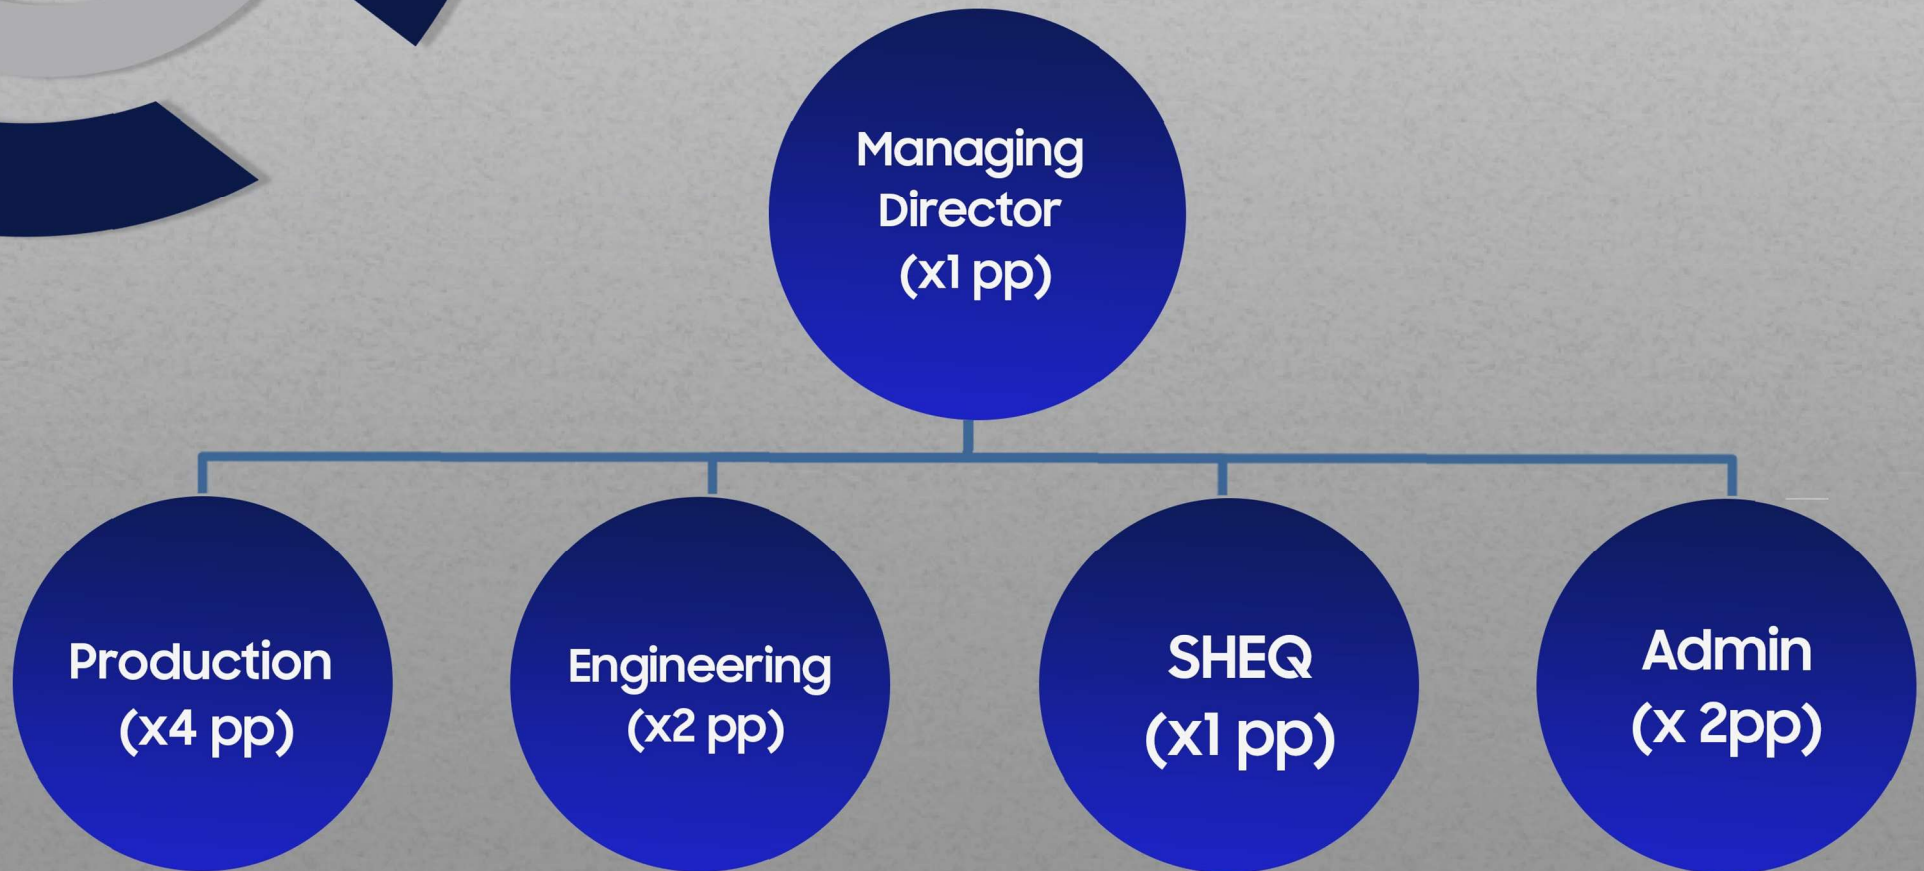 Managing
Director
(x1 pp)
Production
(x4 pp)
Engineering
(x2 pp)
SHEQ
(x1 pp)
Admin
(x 2pp)